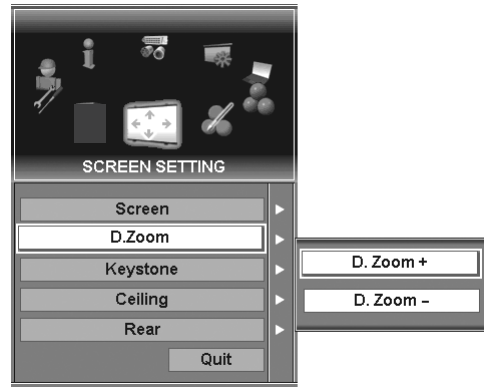 SCREEN SETTING
Screen
D.Zoom
Keystone
Ceiling
Rear
Quit
D. Zoom +
D. Zoom –